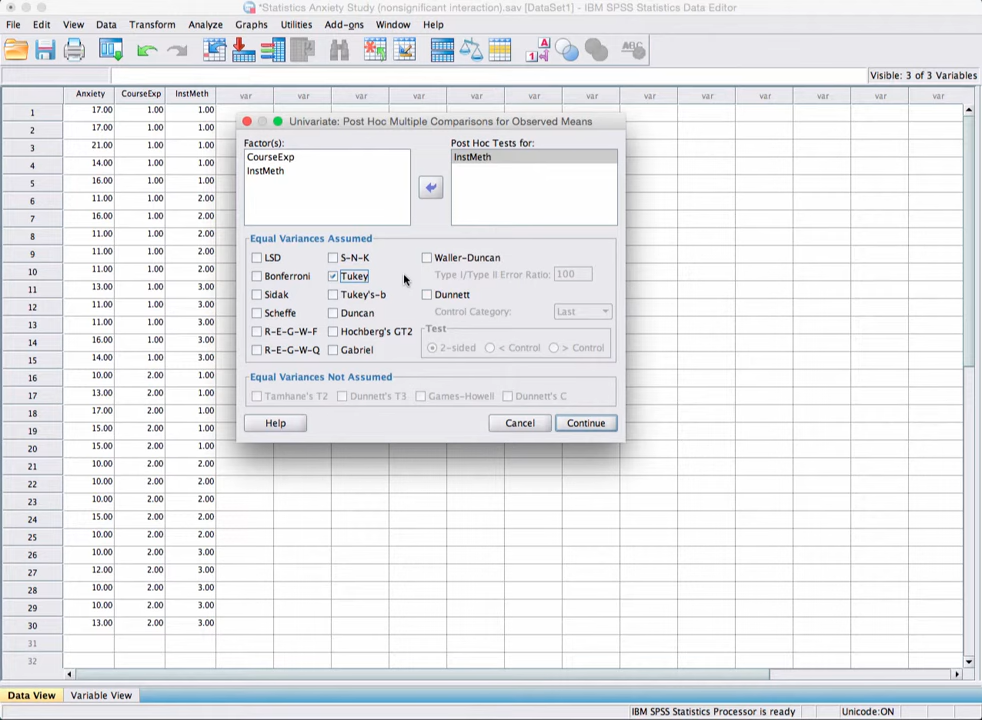 *Statistics Anxiety Study (nonsignificant interaction).sav [DataSet1] - IBM SPSS Statistics Data Editor
File Edit View Data Transform Analyze Graphs Utilities Add-ons Window Help
Visible: 3 of 3 Variables
Anxiety CourseExp InstMeth var var var var var var var var var var var var var
1 17.00 1.00 1.00
2 17.00 1.00 1.00
3 21.00 1.00 1.00
4 14.00 1.00 1.00
5 16.00 1.00 1.00
6 11.00 1.00 2.00
7 16.00 1.00 2.00
8 11.00 1.00 2.00
9 11.00 1.00 2.00
10 11.00 1.00 2.00
11 13.00 1.00 3.00
12 11.00 1.00 3.00
13 11.00 1.00 3.00
14 16.00 1.00 3.00
15 14.00 1.00 3.00
16 10.00 2.00 1.00
17 13.00 2.00 1.00
18 17.00 2.00 1.00
19 15.00 2.00 1.00
20 15.00 2.00 1.00
21 10.00 2.00 2.00
22 10.00 2.00 2.00
23 10.00 2.00 2.00
24 15.00 2.00 2.00
25 10.00 2.00 2.00
26 10.00 2.00 3.00
27 12.00 2.00 3.00
28 10.00 2.00 3.00
29 10.00 2.00 3.00
30 13.00 2.00 3.00
31
32
Univariate: Post Hoc Multiple Comparisons for Observed Means
Factor(s): Post Hoc Tests for:
CourseExp InstMeth
InstMeth
Equal Variances Assumed
LSD S-N-K Waller-Duncan
Type I/Type II Error Ratio: 100
Bonferroni Tukey
Sidak Tukey's-b Dunnett
Scheffe Duncan Control Category: Last
Test
R-E-G-W-F Hochberg's GT2
R-E-G-W-Q Gabriel 2-sided < Control > Control
Equal Variances Not Assumed
Tamhane's T2 Dunnett's T3 Games-Howell Dunnett's C
Help Cancel Continue
Data View Variable View
IBM SPSS Statistics Processor is ready Unicode:ON